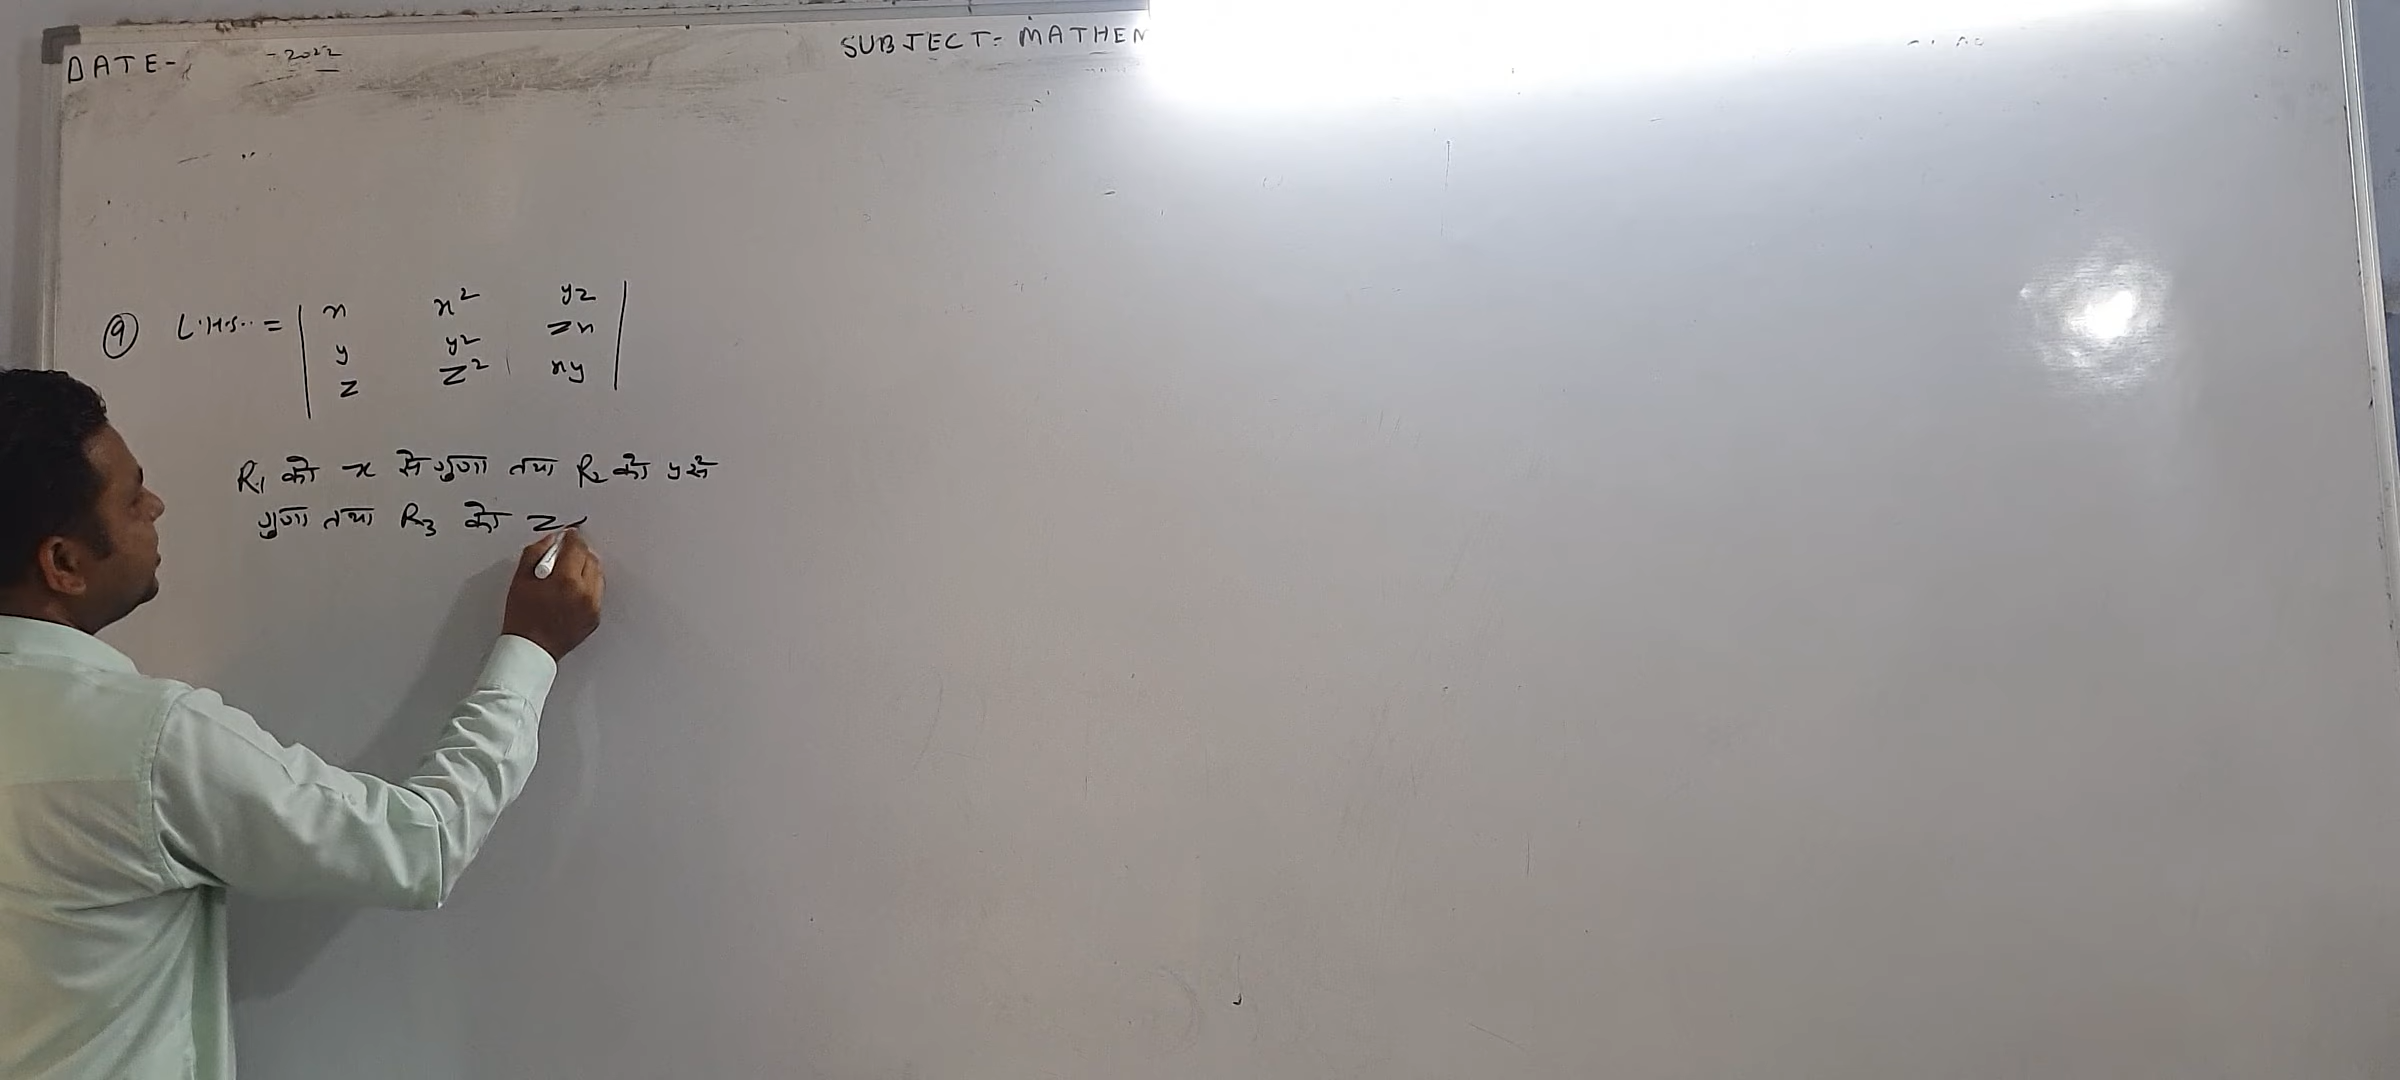 DATE- -2022
SUBJECT= MATHEM
9 L.H.S.. = | x x² yz |
| y y² zx |
| z z² xy |
R₁ को x से गुणा तथा R₂ को y से
गुणा तथा R₃ को z